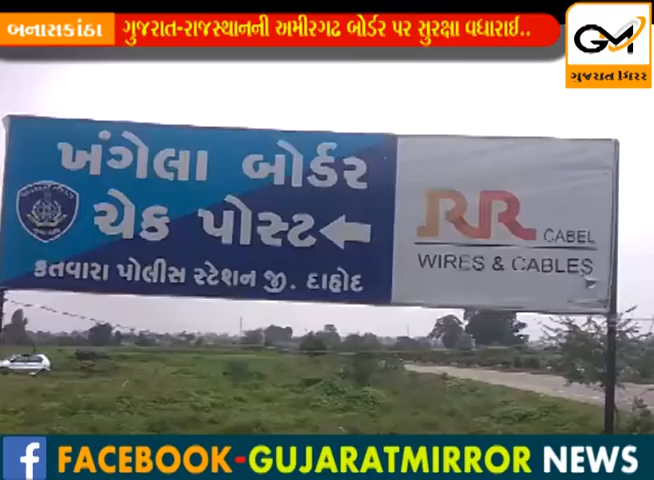 બનાસકાંઠા
ગુજરાત-રાજસ્થાનની અમીરગઢ બોર્ડર પર સુરક્ષા વધારાઈ..
GM
ગુજરાત મિરર
ખંગેલા બોર્ડર
ચેક પોસ્ટ
કતવારા પોલીસ સ્ટેશન જી. દાહોદ
RR CABEL
WIRES & CABLES
f FACEBOOK-GUJARATMIRROR NEWS